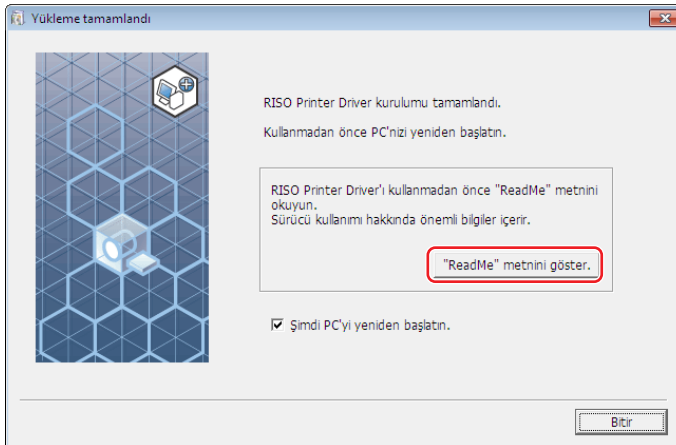 Yükleme tamamlandı
RISO Printer Driver kurulumu tamamlandı.
Kullanmadan önce PC'nizi yeniden başlatın.
RISO Printer Driver'ı kullanmadan önce "ReadMe" metnini
okuyun.
Sürücü kullanımı hakkında önemli bilgiler içerir.
"ReadMe" metnini göster.
Şimdi PC'yi yeniden başlatın.
Bitir